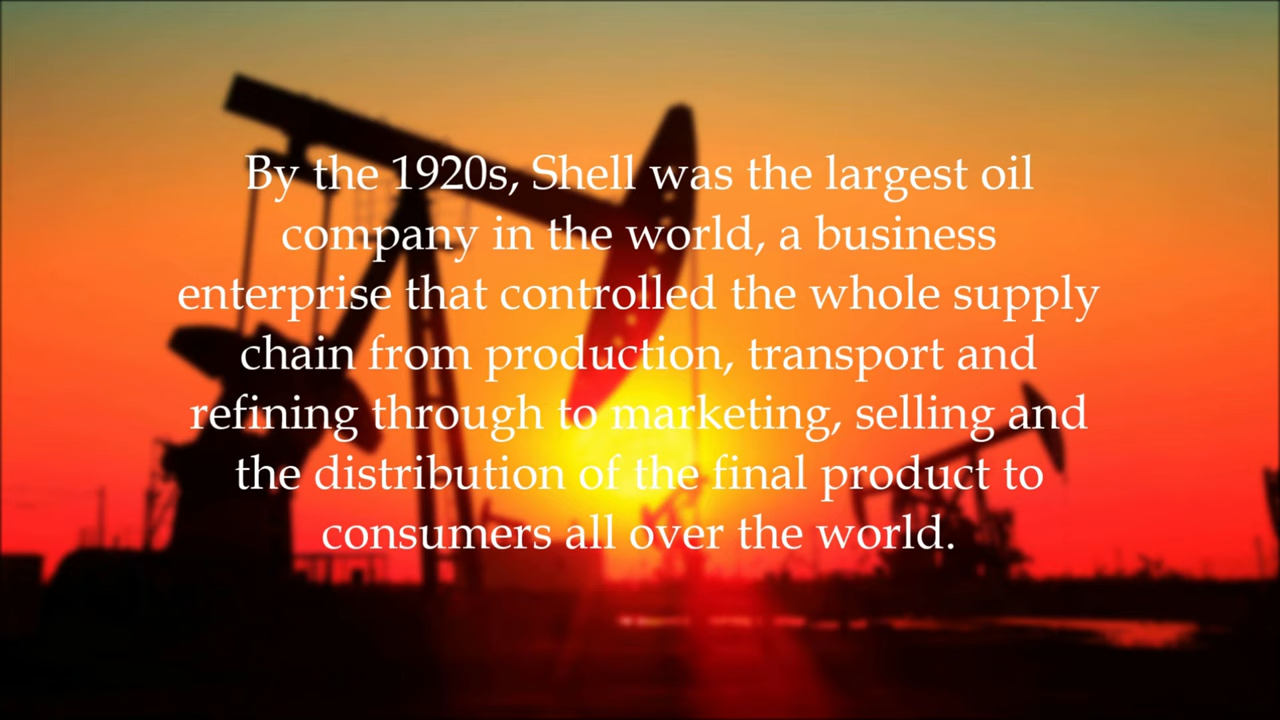 By the 1920s, Shell was the largest oil
company in the world, a business
enterprise that controlled the whole supply
chain from production, transport and
refining through to marketing, selling and
the distribution of the final product to
consumers all over the world.